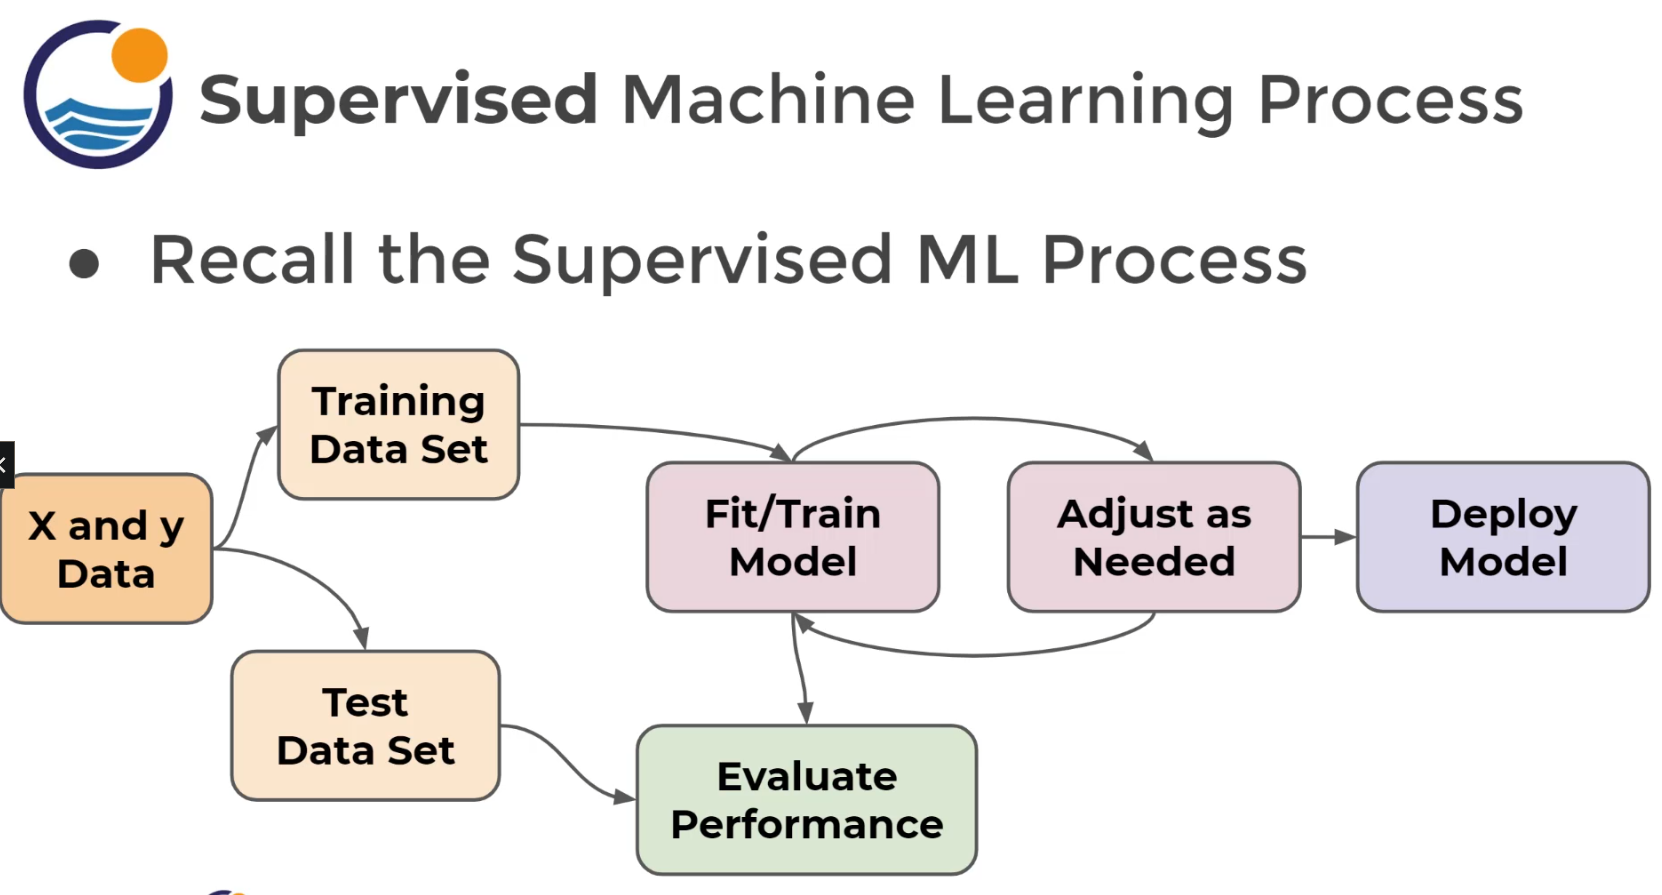 Supervised Machine Learning Process
● Recall the Supervised ML Process
Training
Data Set
X and y
Data
Fit/Train
Model
Adjust as
Needed
Deploy
Model
Test
Data Set
Evaluate
Performance